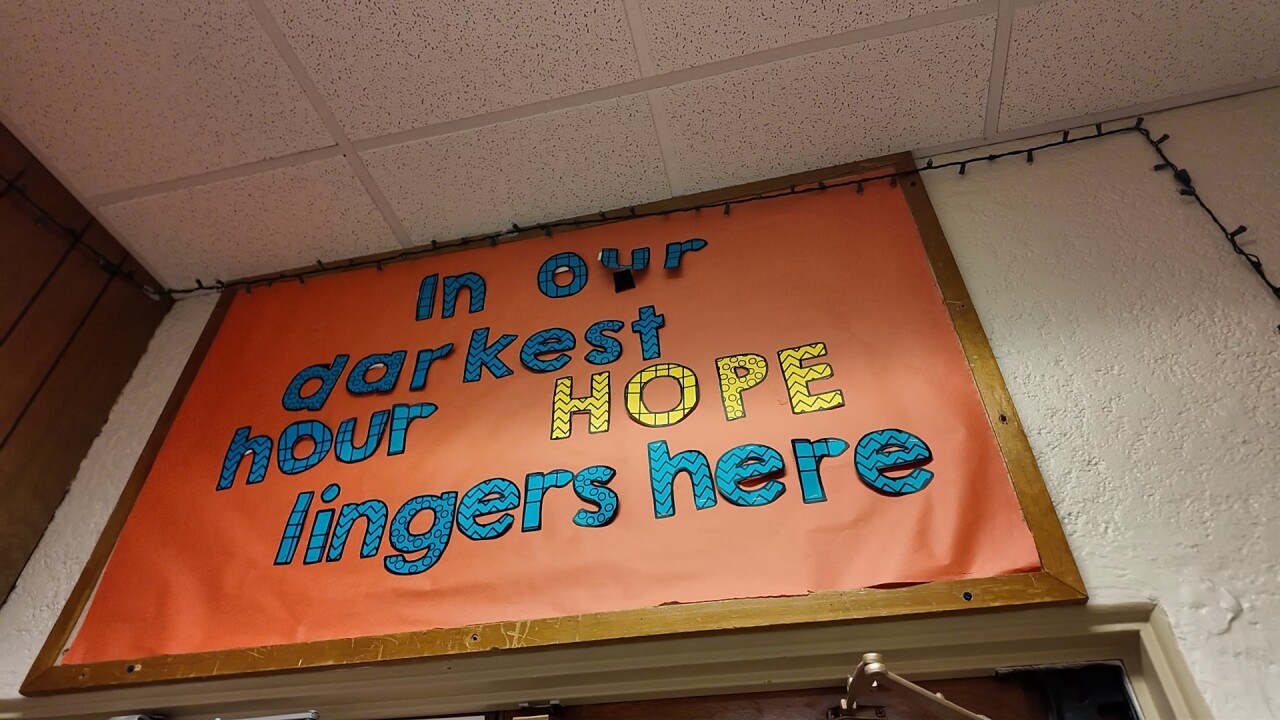 In our
darkest
hour HOPE
lingers here